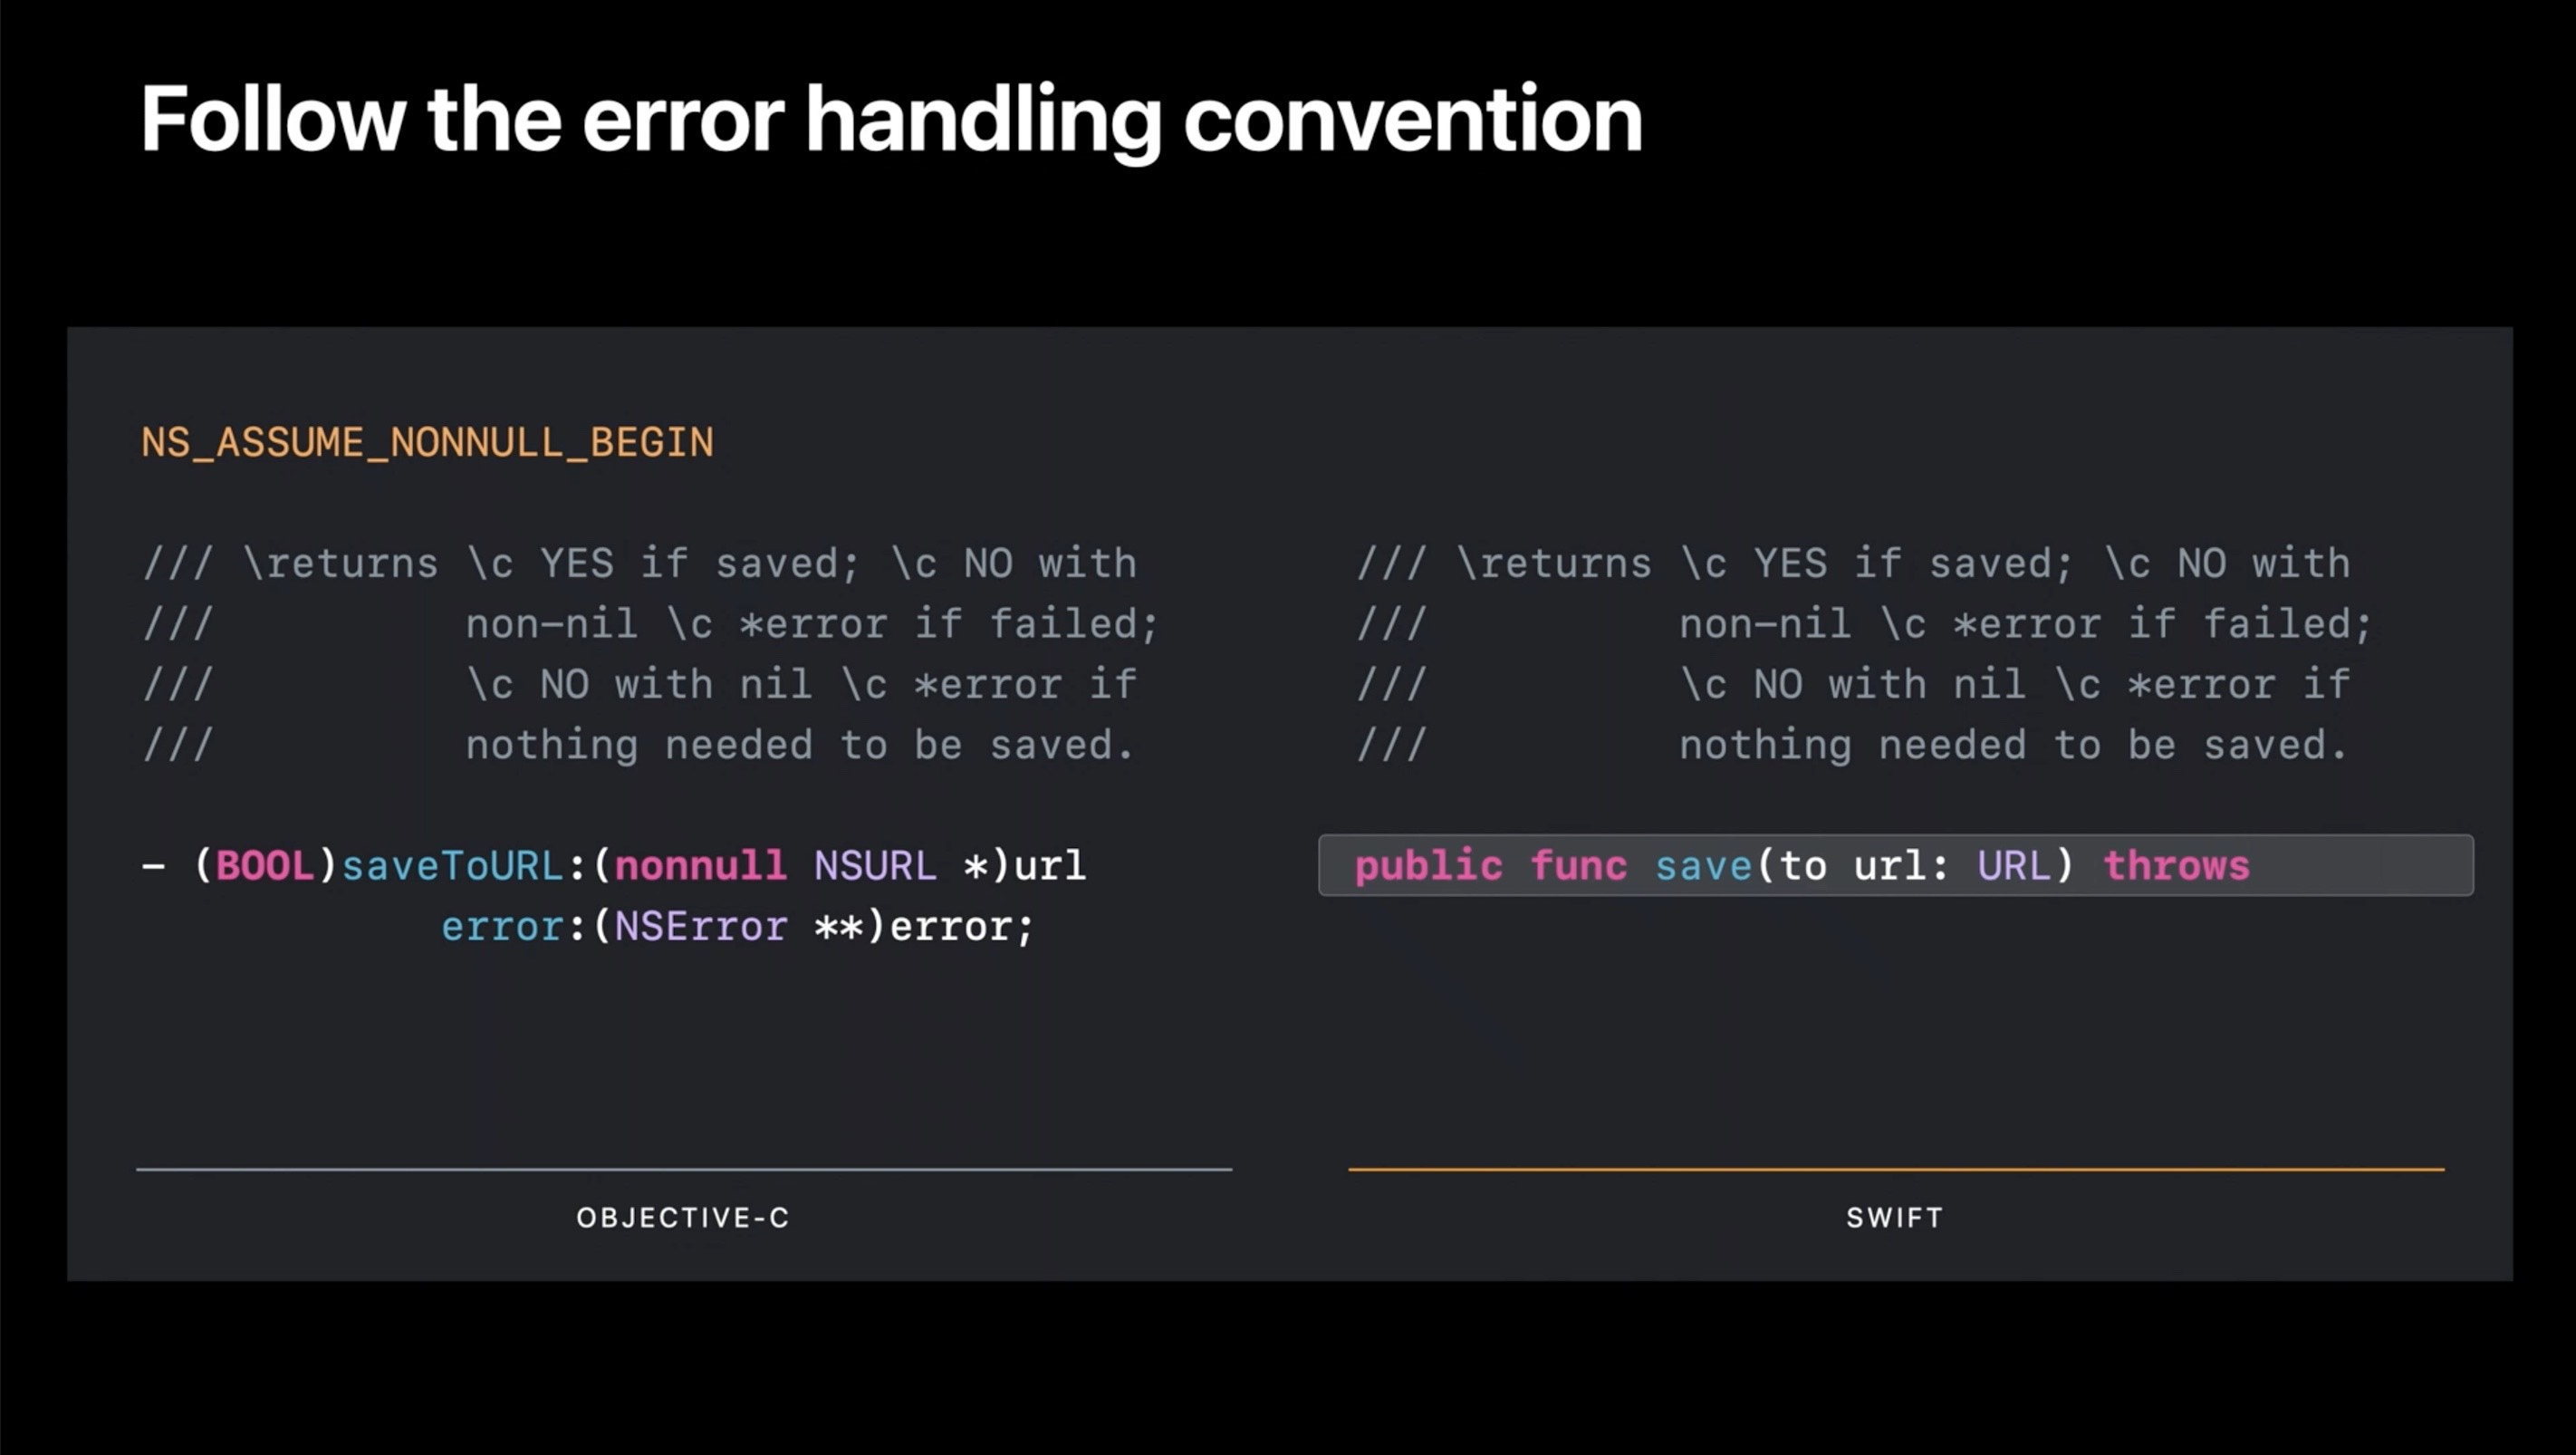 Follow the error handling convention
NS_ASSUME_NONNULL_BEGIN
/// \returns \c YES if saved; \c NO with
///          non-nil \c *error if failed;
///          \c NO with nil \c *error if
///          nothing needed to be saved.
- (BOOL)saveToURL:(nonnull NSURL *)url
            error:(NSError **)error;
OBJECTIVE-C
/// \returns \c YES if saved; \c NO with
///          non-nil \c *error if failed;
///          \c NO with nil \c *error if
///          nothing needed to be saved.
public func save(to url: URL) throws
SWIFT